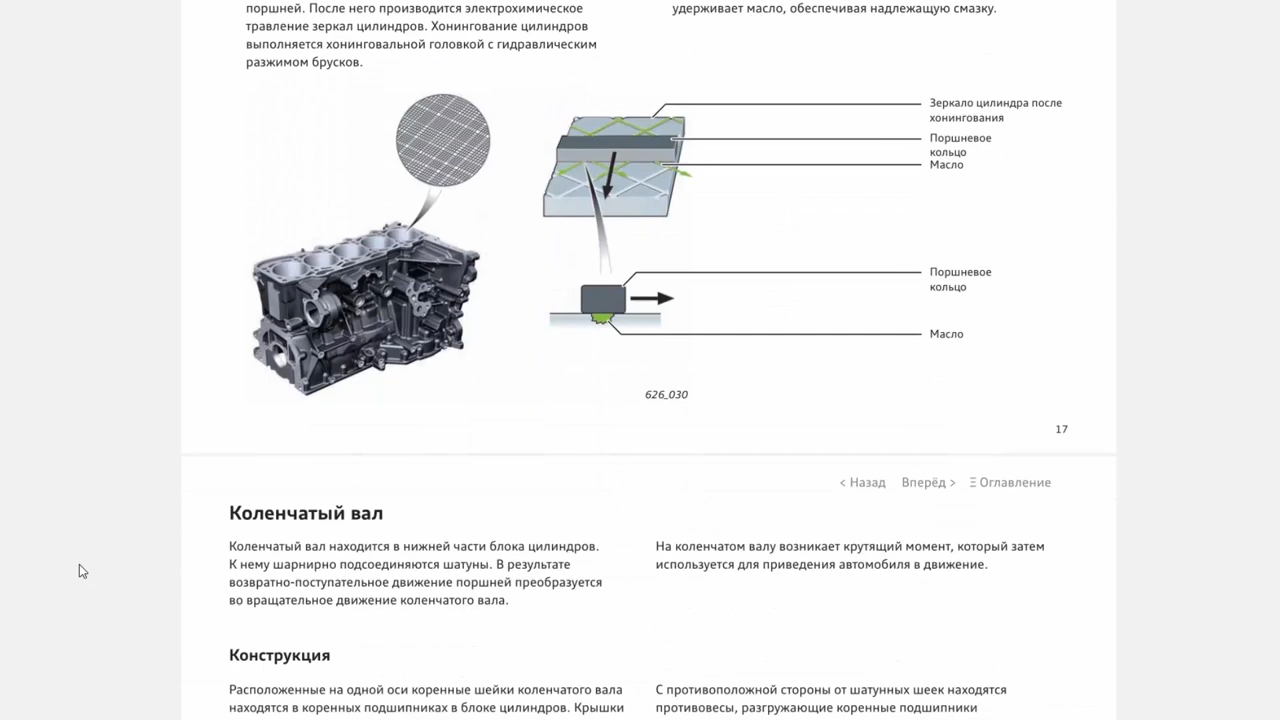 поршней. После него производится электрохимическое
травление зеркал цилиндров. Хонингование цилиндров
выполняется хонинговальной головкой с гидравлическим
разжимом брусков.
удерживает масло, обеспечивая надлежащую смазку.
Зеркало цилиндра после
хонингования
Поршневое
кольцо
Масло
Поршневое
кольцо
Масло
626_030
17
< Назад Вперёд > Ξ Оглавление
Коленчатый вал
Коленчатый вал находится в нижней части блока цилиндров.
К нему шарнирно подсоединяются шатуны. В результате
возвратно-поступательное движение поршней преобразуется
во вращательное движение коленчатого вала.
На коленчатом валу возникает крутящий момент, который затем
используется для приведения автомобиля в движение.
Конструкция
Расположенные на одной оси коренные шейки коленчатого вала
находятся в коренных подшипниках в блоке цилиндров. Крышки
С противоположной стороны от шатунных шеек находятся
противовесы, разгружающие коренные подшипники